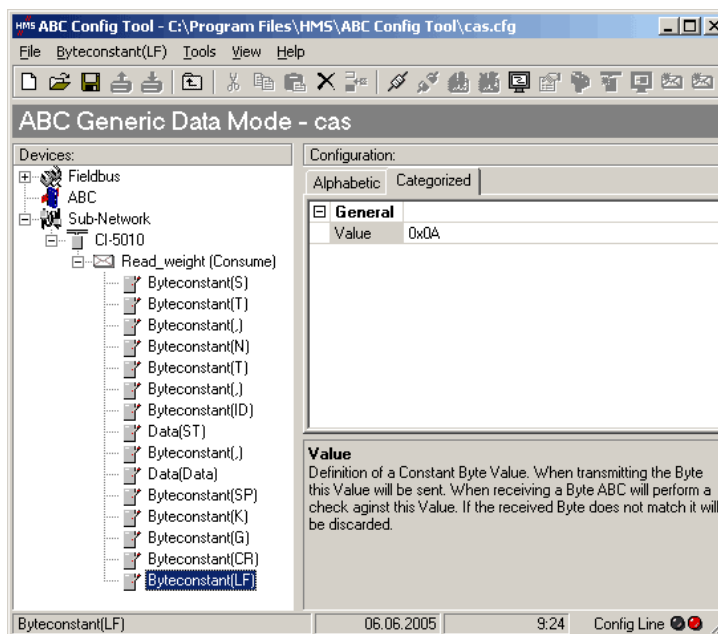 HMS ABC Config Tool - C:\Program Files\HMS\ABC Config Tool\cas.cfg
File Byteconstant(LF) Tools View Help
ABC Generic Data Mode - cas
Devices:
Fieldbus
ABC
Sub-Network
CI-5010
Read_weight (Consume)
Byteconstant(S)
Byteconstant(T)
Byteconstant(,)
Byteconstant(N)
Byteconstant(T)
Byteconstant(,)
Byteconstant(ID)
Data(ST)
Byteconstant(,)
Data(Data)
Byteconstant(SP)
Byteconstant(K)
Byteconstant(G)
Byteconstant(CR)
Byteconstant(LF)
Configuration:
Alphabetic Categorized
General
Value 0x0A
Value
Definition of a Constant Byte Value. When transmitting the Byte
this Value will be sent. When receiving a Byte ABC will perform a
check aginst this Value. If the received Byte does not match it will
be discarded.
Byteconstant(LF) 06.06.2005 9:24 Config Line